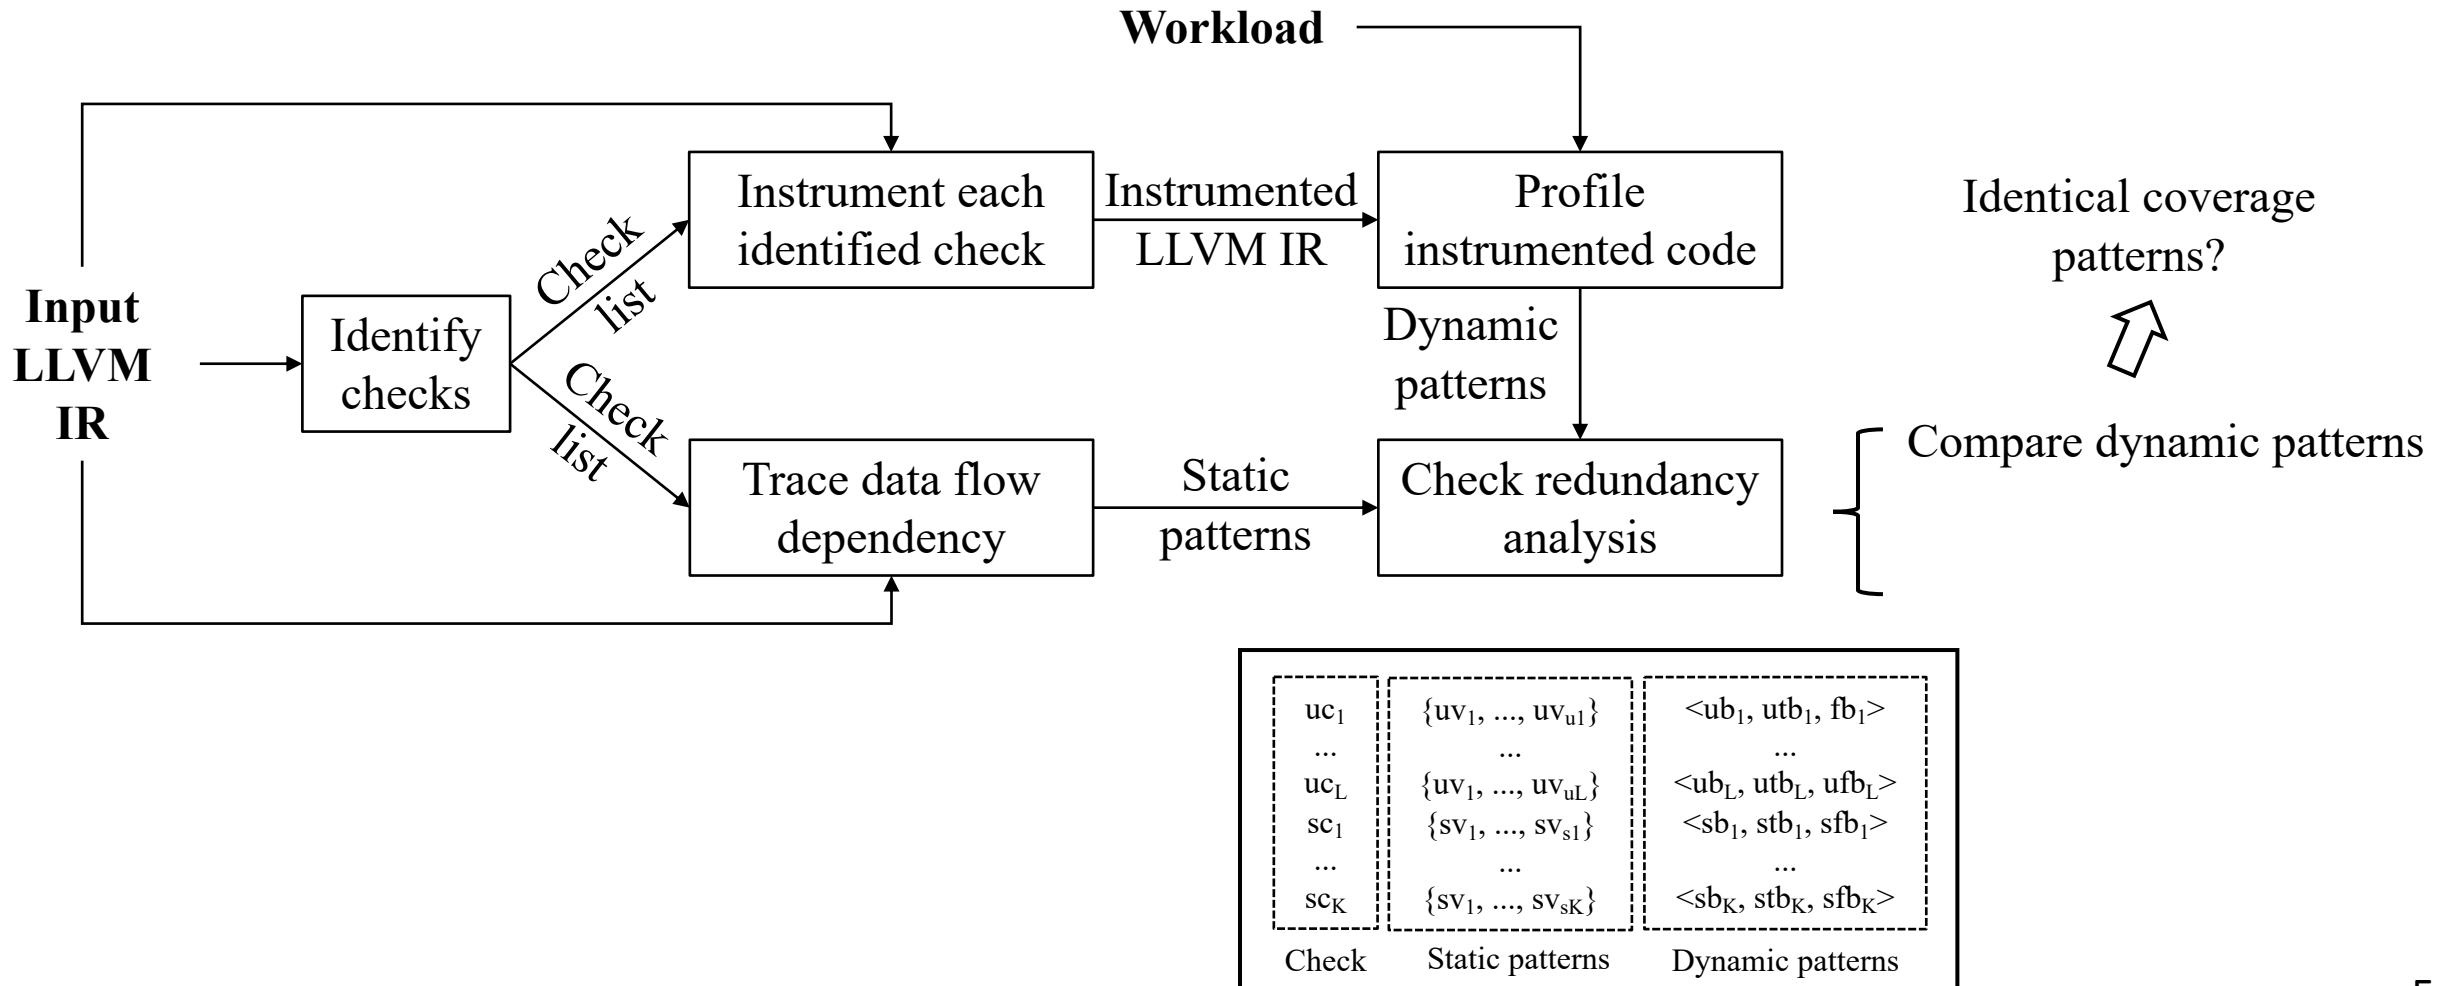 Workload
Input
LLVM
IR
Identify
checks
Check
list
Check
list
Instrument each
identified check
Instrumented
LLVM IR
Profile
instrumented code
Dynamic
patterns
Trace data flow
dependency
Static
patterns
Check redundancy
analysis
Identical coverage
patterns?
Compare dynamic patterns
uc1 {uv1, ..., uvu1} <ub1, utb1, fb1>
... ... ...
ucL {uv1, ..., uvuL} <ubL, utbL, ufbL>
sc1 {sv1, ..., svs1} <sb1, stb1, sfb1>
... ... ...
scK {sv1, ..., svsK} <sbK, stbK, sfbK>
Check Static patterns Dynamic patterns